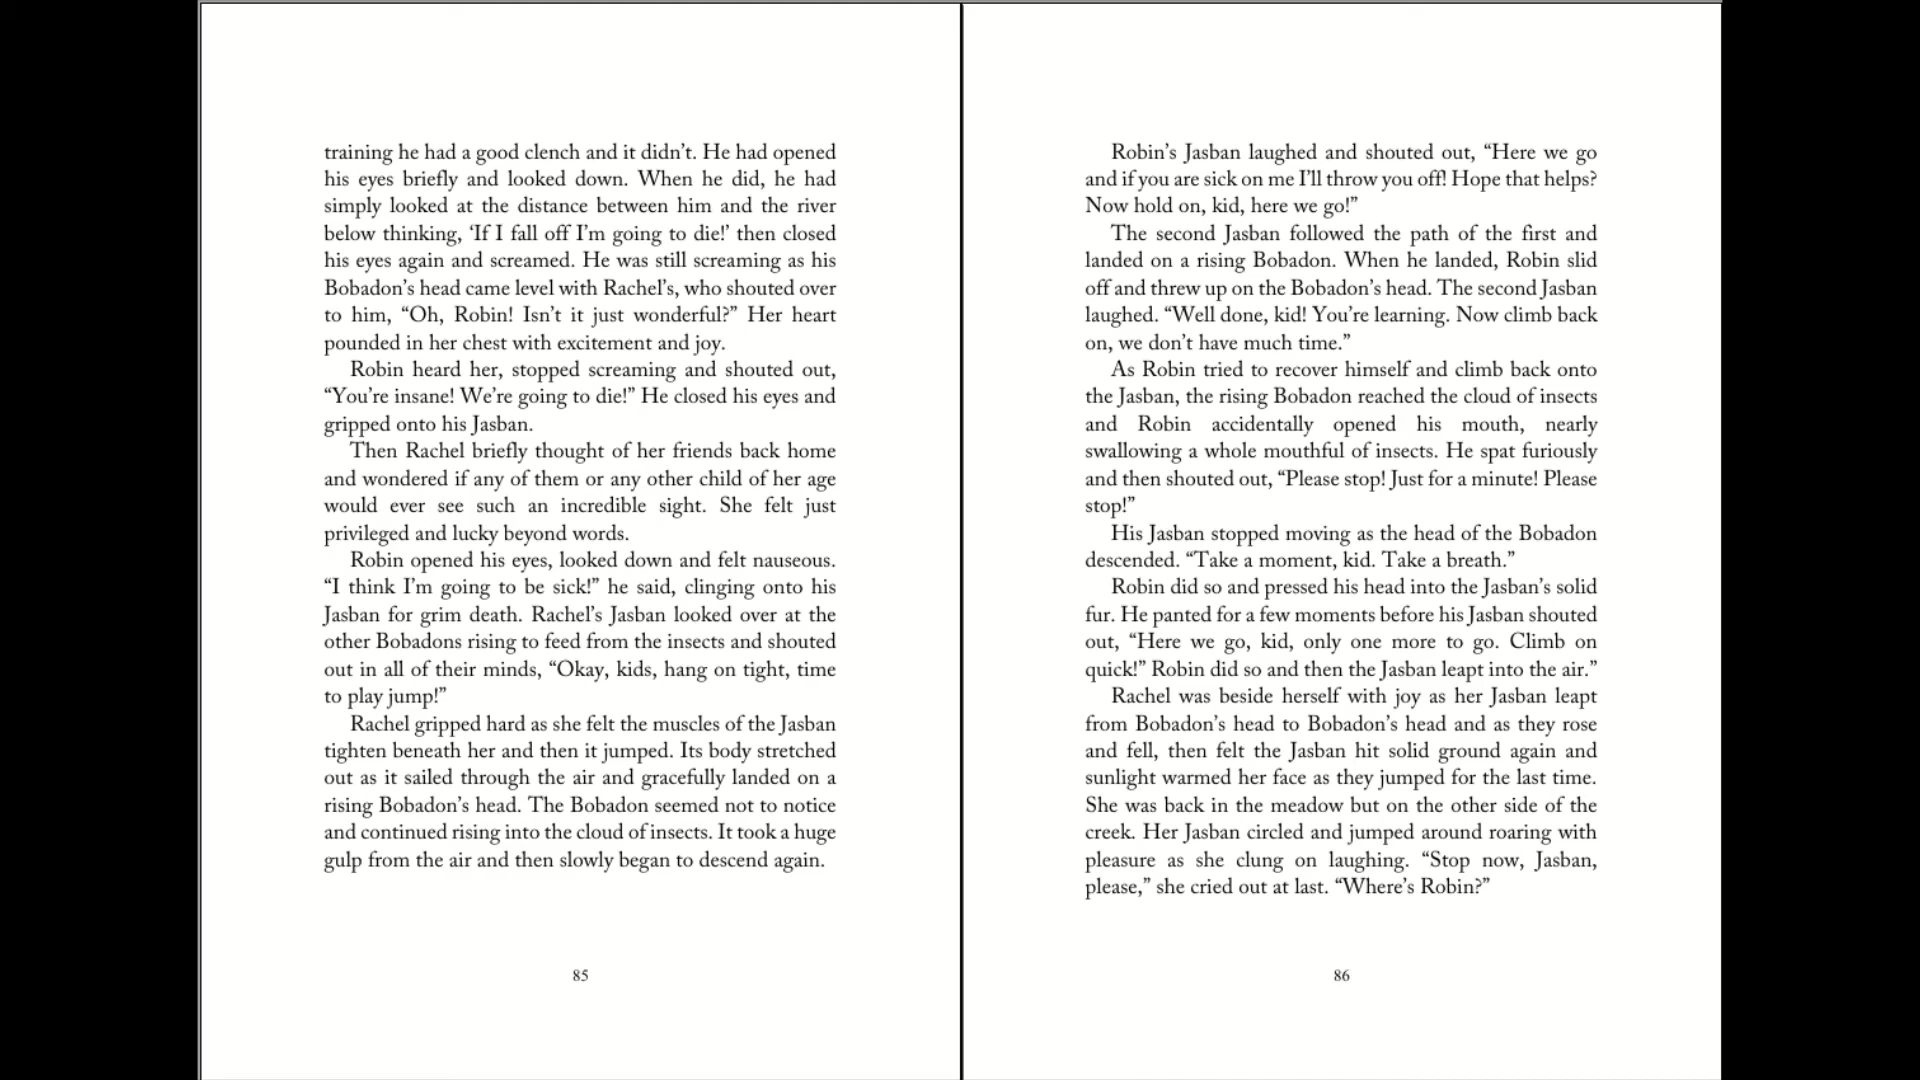 training he had a good clench and it didn’t. He had opened
his eyes briefly and looked down. When he did, he had
simply looked at the distance between him and the river
below thinking, ‘If I fall off I’m going to die!’ then closed
his eyes again and screamed. He was still screaming as his
Bobadon’s head came level with Rachel’s, who shouted over
to him, “Oh, Robin! Isn’t it just wonderful?” Her heart
pounded in her chest with excitement and joy.
Robin heard her, stopped screaming and shouted out,
“You’re insane! We’re going to die!” He closed his eyes and
gripped onto his Jasban.
Then Rachel briefly thought of her friends back home
and wondered if any of them or any other child of her age
would ever see such an incredible sight. She felt just
privileged and lucky beyond words.
Robin opened his eyes, looked down and felt nauseous.
“I think I’m going to be sick!” he said, clinging onto his
Jasban for grim death. Rachel’s Jasban looked over at the
other Bobadons rising to feed from the insects and shouted
out in all of their minds, “Okay, kids, hang on tight, time
to play jump!”
Rachel gripped hard as she felt the muscles of the Jasban
tighten beneath her and then it jumped. Its body stretched
out as it sailed through the air and gracefully landed on a
rising Bobadon’s head. The Bobadon seemed not to notice
and continued rising into the cloud of insects. It took a huge
gulp from the air and then slowly began to descend again.
85
Robin’s Jasban laughed and shouted out, “Here we go
and if you are sick on me I’ll throw you off! Hope that helps?
Now hold on, kid, here we go!”
The second Jasban followed the path of the first and
landed on a rising Bobadon. When he landed, Robin slid
off and threw up on the Bobadon’s head. The second Jasban
laughed. “Well done, kid! You’re learning. Now climb back
on, we don’t have much time.”
As Robin tried to recover himself and climb back onto
the Jasban, the rising Bobadon reached the cloud of insects
and Robin accidentally opened his mouth, nearly
swallowing a whole mouthful of insects. He spat furiously
and then shouted out, “Please stop! Just for a minute! Please
stop!”
His Jasban stopped moving as the head of the Bobadon
descended. “Take a moment, kid. Take a breath.”
Robin did so and pressed his head into the Jasban’s solid
fur. He panted for a few moments before his Jasban shouted
out, “Here we go, kid, only one more to go. Climb on
quick!” Robin did so and then the Jasban leapt into the air.”
Rachel was beside herself with joy as her Jasban leapt
from Bobadon’s head to Bobadon’s head and as they rose
and fell, then felt the Jasban hit solid ground again and
sunlight warmed her face as they jumped for the last time.
She was back in the meadow but on the other side of the
creek. Her Jasban circled and jumped around roaring with
pleasure as she clung on laughing. “Stop now, Jasban,
please,” she cried out at last. “Where’s Robin?”
86